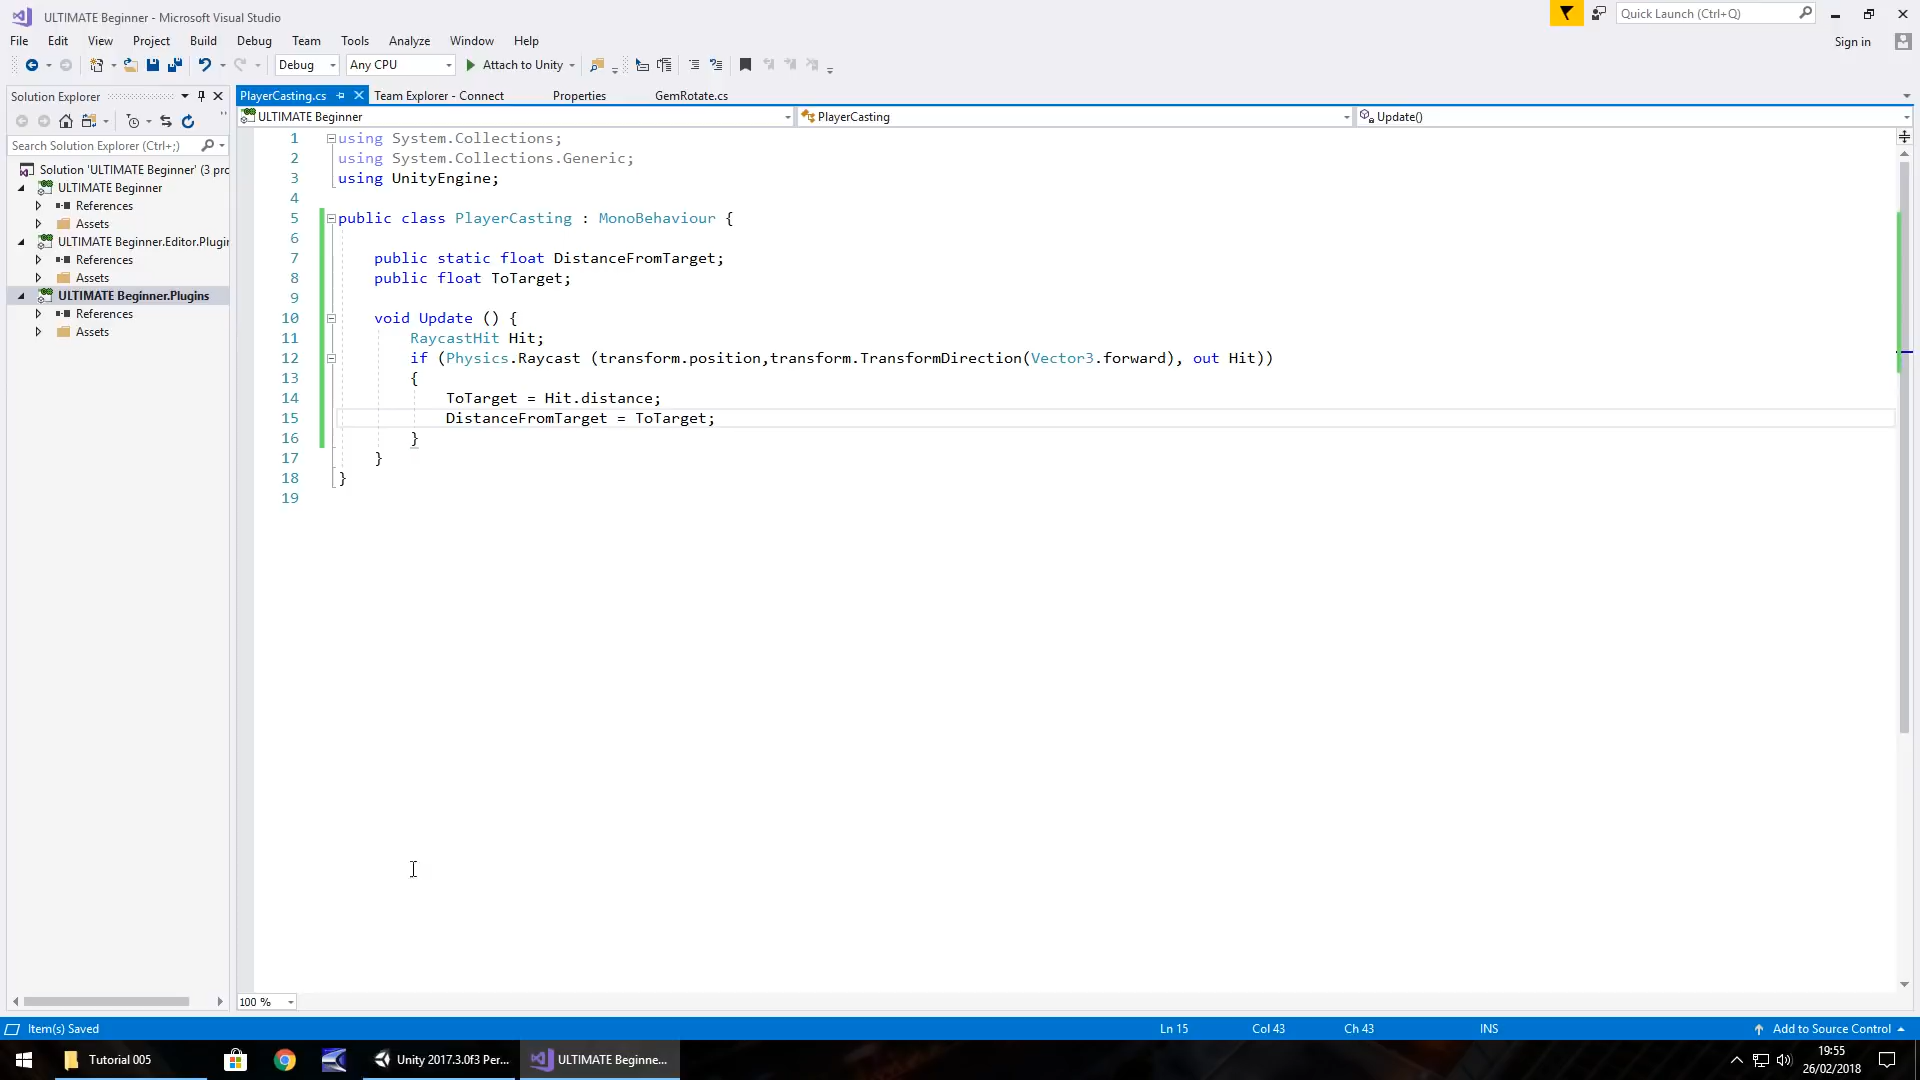 ULTIMATE Beginner - Microsoft Visual Studio
Quick Launch (Ctrl+Q)
File Edit View Project Build Debug Team Tools Analyze Window Help
Sign in
Debug Any CPU Attach to Unity
Solution Explorer
PlayerCasting.cs Team Explorer - Connect Properties GemRotate.cs
ULTIMATE Beginner PlayerCasting Update()
Search Solution Explorer (Ctrl+;)
Solution 'ULTIMATE Beginner' (3 pro
ULTIMATE Beginner
References
Assets
ULTIMATE Beginner.Editor.Plugin
References
Assets
ULTIMATE Beginner.Plugins
References
Assets
1 using System.Collections;
2 using System.Collections.Generic;
3 using UnityEngine;
4
5 public class PlayerCasting : MonoBehaviour {
6
7 public static float DistanceFromTarget;
8 public float ToTarget;
9
10 void Update () {
11 RaycastHit Hit;
12 if (Physics.Raycast (transform.position,transform.TransformDirection(Vector3.forward), out Hit))
13 {
14 ToTarget = Hit.distance;
15 DistanceFromTarget = ToTarget;
16 }
17 }
18 }
19
100 %
Item(s) Saved Ln 15 Col 43 Ch 43 INS Add to Source Control
Tutorial 005 Unity 2017.3.0f3 Per... ULTIMATE Beginne...
19:55
26/02/2018